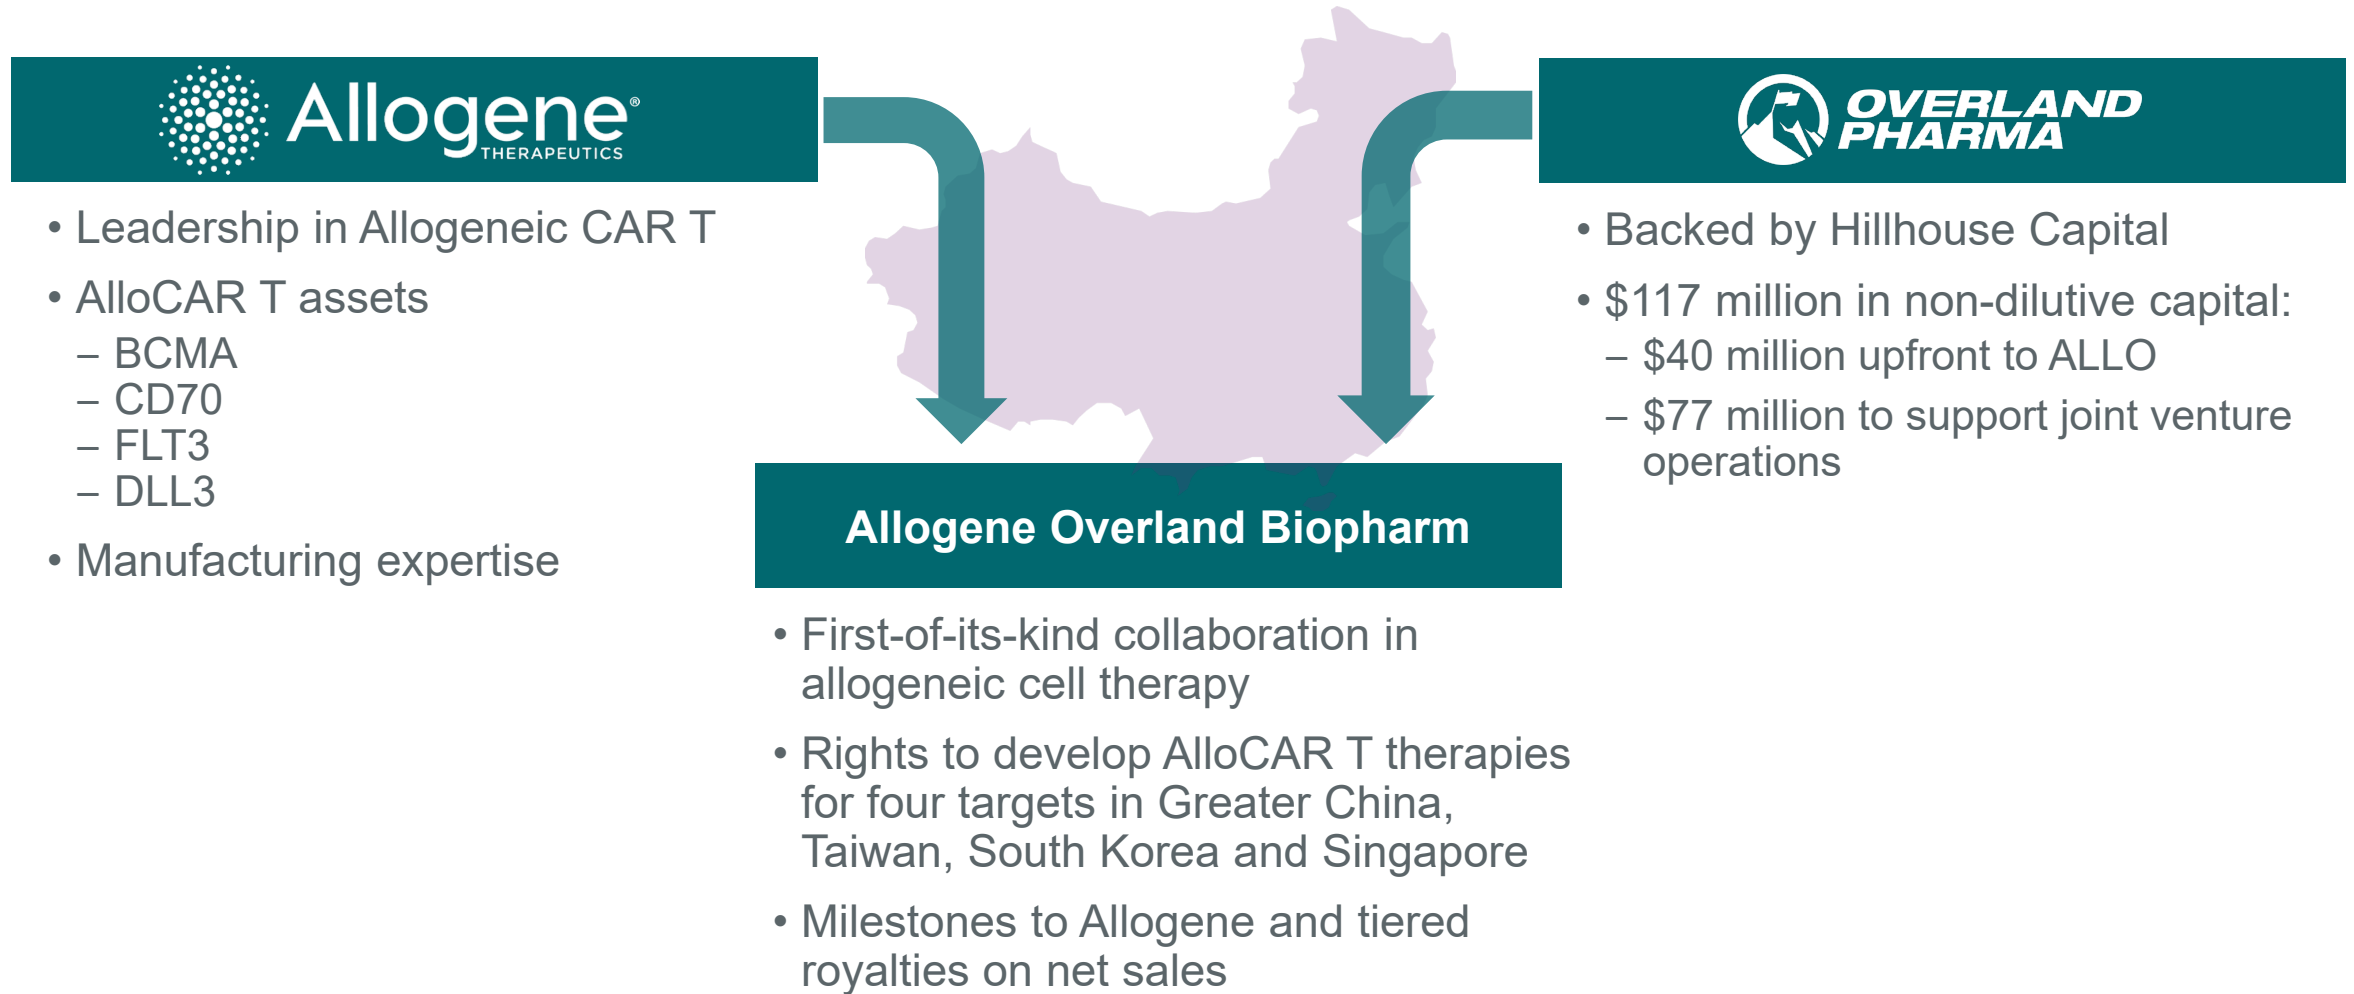 Allogene®
THERAPEUTICS
• Leadership in Allogeneic CAR T
• AlloCAR T assets
– BCMA
– CD70
– FLT3
– DLL3
• Manufacturing expertise
OVERLAND
PHARMA
• Backed by Hillhouse Capital
• $117 million in non-dilutive capital:
– $40 million upfront to ALLO
– $77 million to support joint venture
operations
Allogene Overland Biopharm
• First-of-its-kind collaboration in
allogeneic cell therapy
• Rights to develop AlloCAR T therapies
for four targets in Greater China,
Taiwan, South Korea and Singapore
• Milestones to Allogene and tiered
royalties on net sales